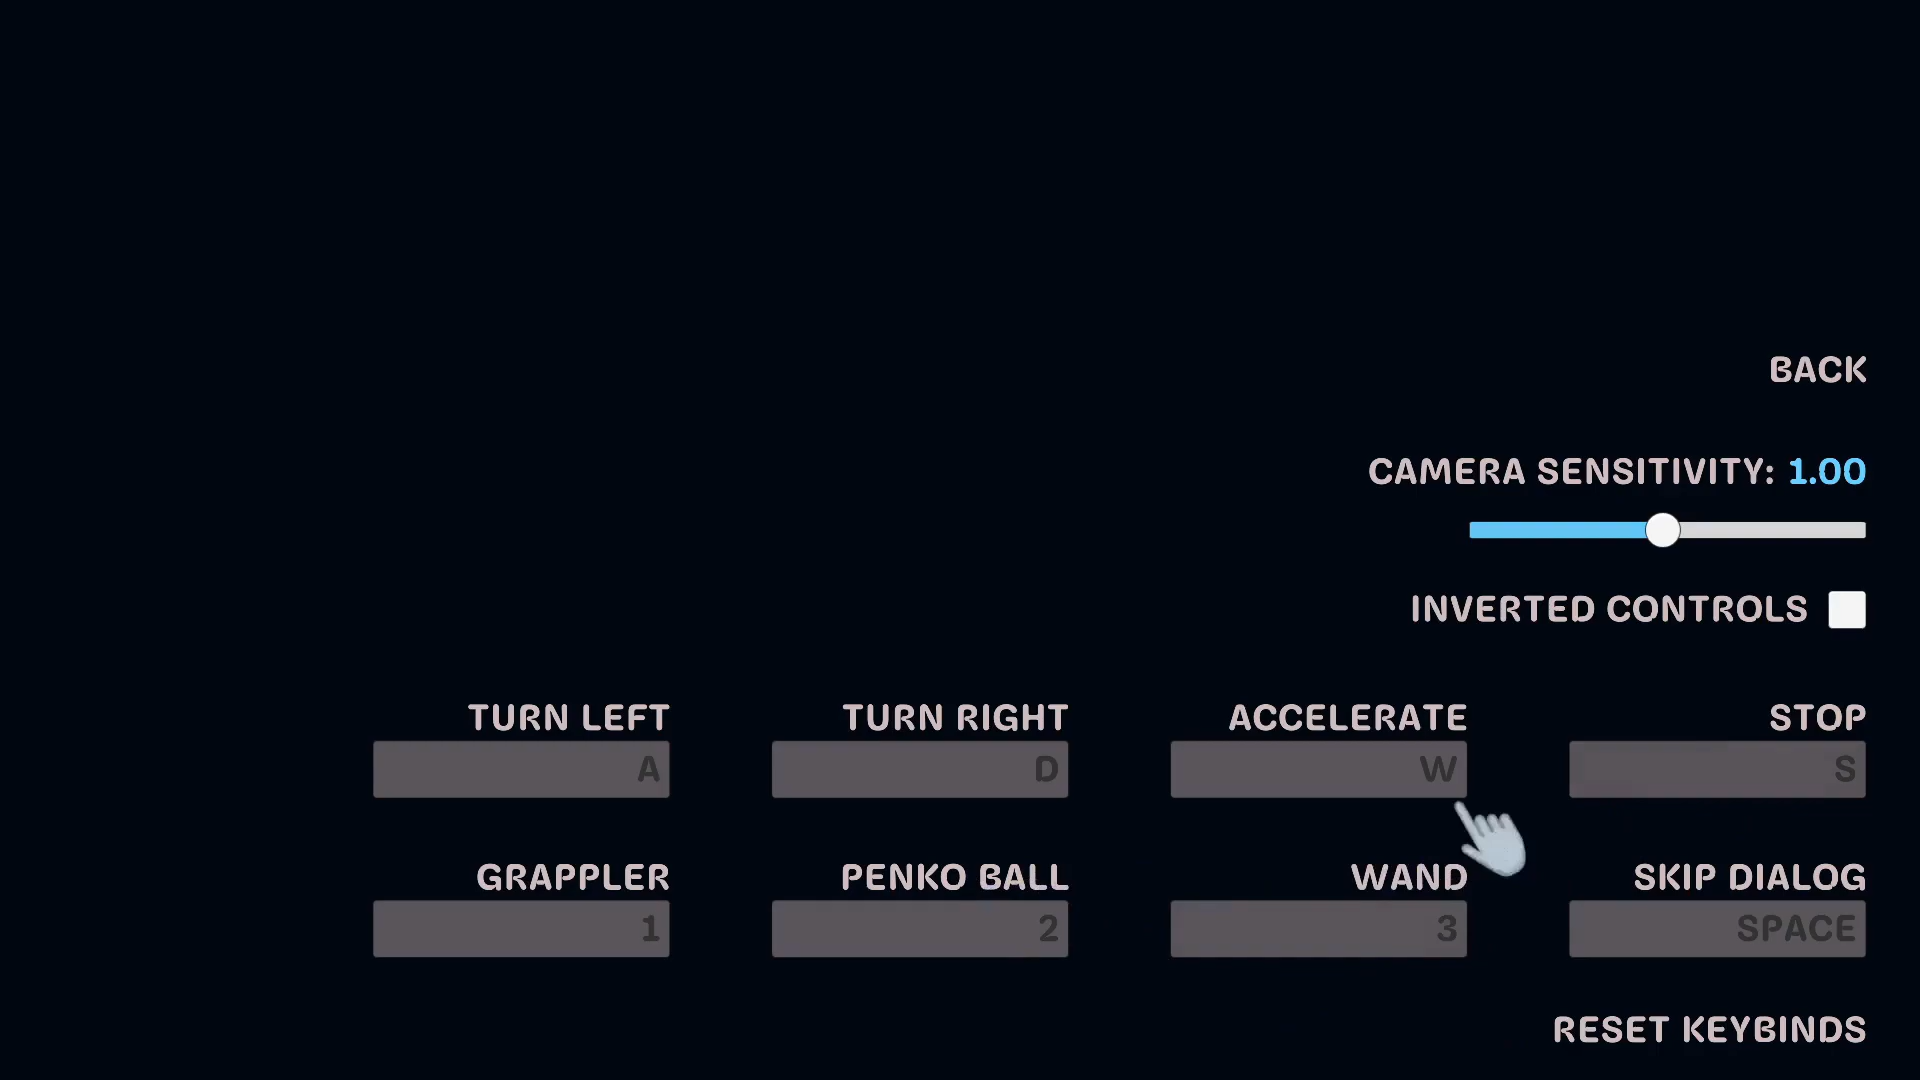 BACK
CAMERA SENSITIVITY: 1.00
INVERTED CONTROLS
TURN LEFT TURN RIGHT ACCELERATE STOP
A D W S
GRAPPLER PENKO BALL WAND SKIP DIALOG
1 2 3 SPACE
RESET KEYBINDS